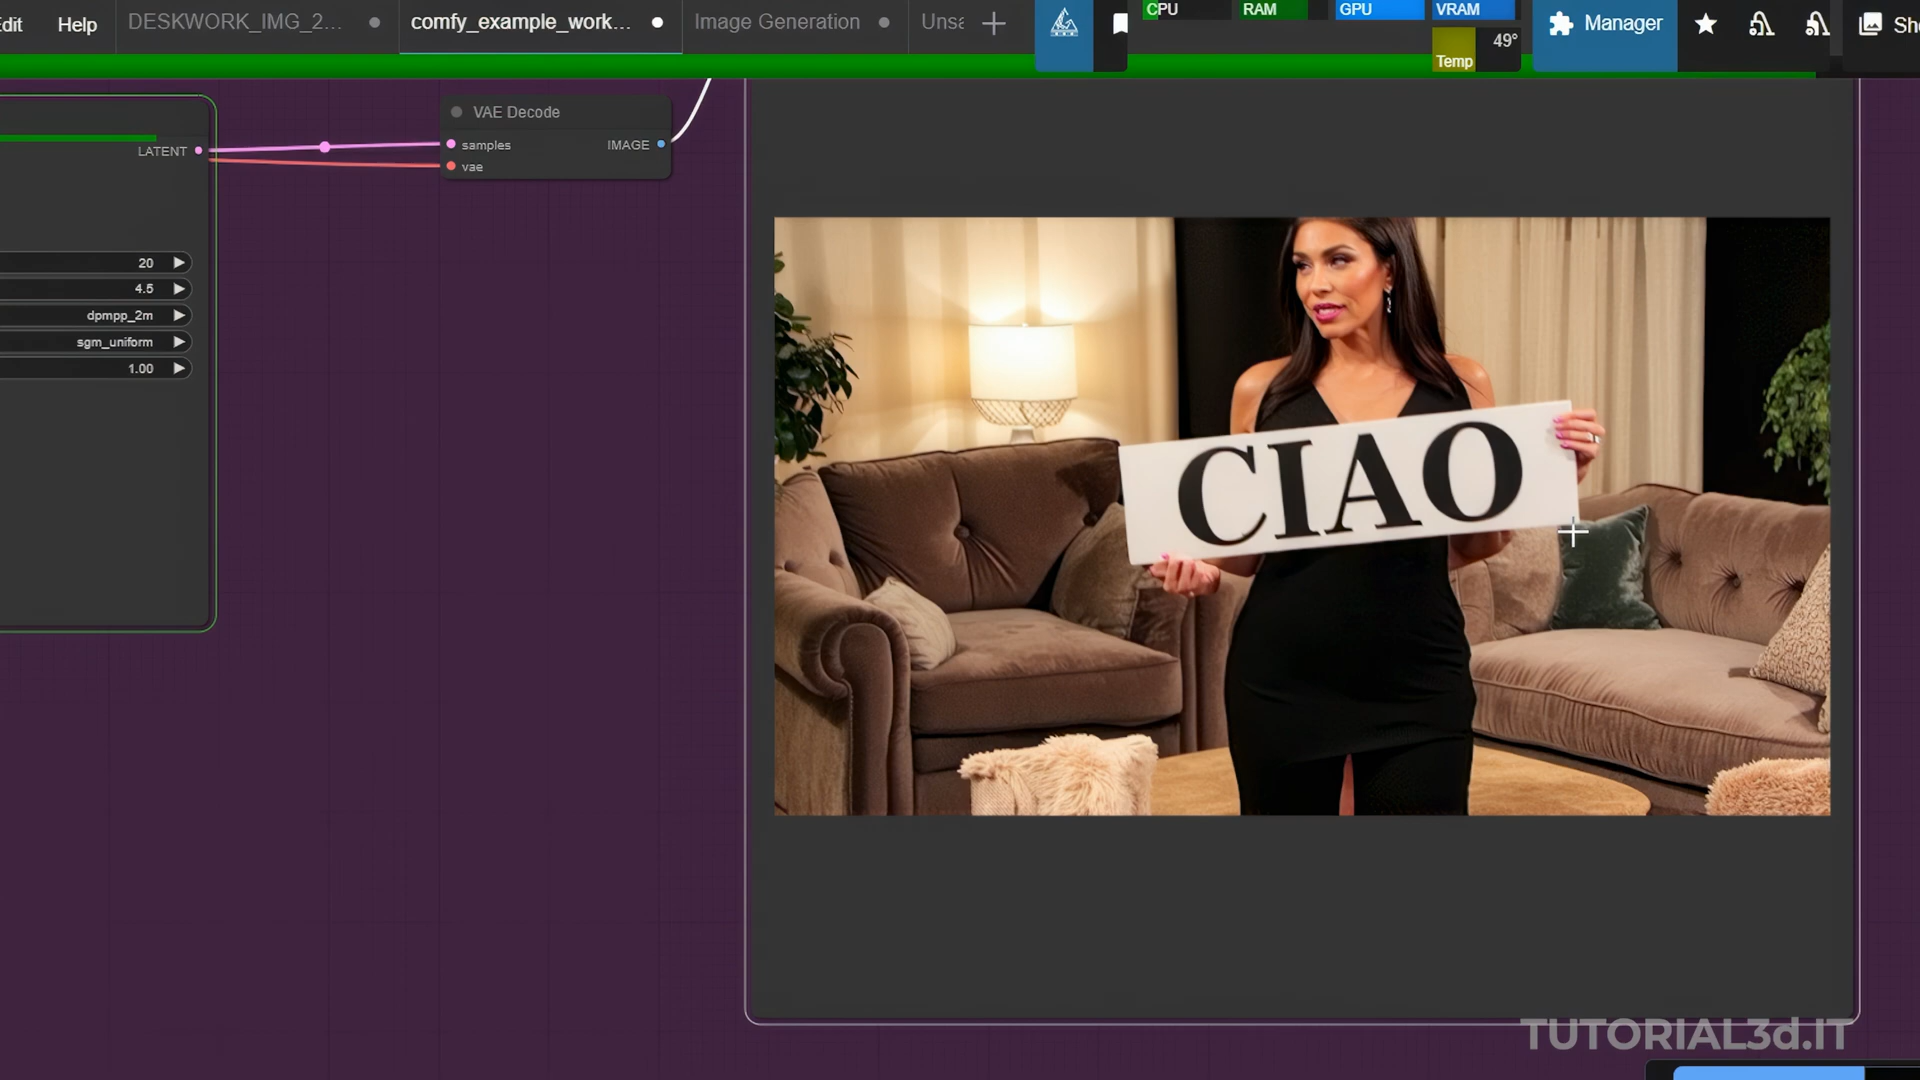 Edit
Help
DESKWORK_IMG_2...
comfy_example_work...
Image Generation
Unsa
CPU
RAM
GPU
VRAM
Temp
49°
Manager
VAE Decode
samples
IMAGE
vae
LATENT
20
4.5
dpmpp_2m
sgm_uniform
1.00
CIAO
TUTORIAL3d.IT